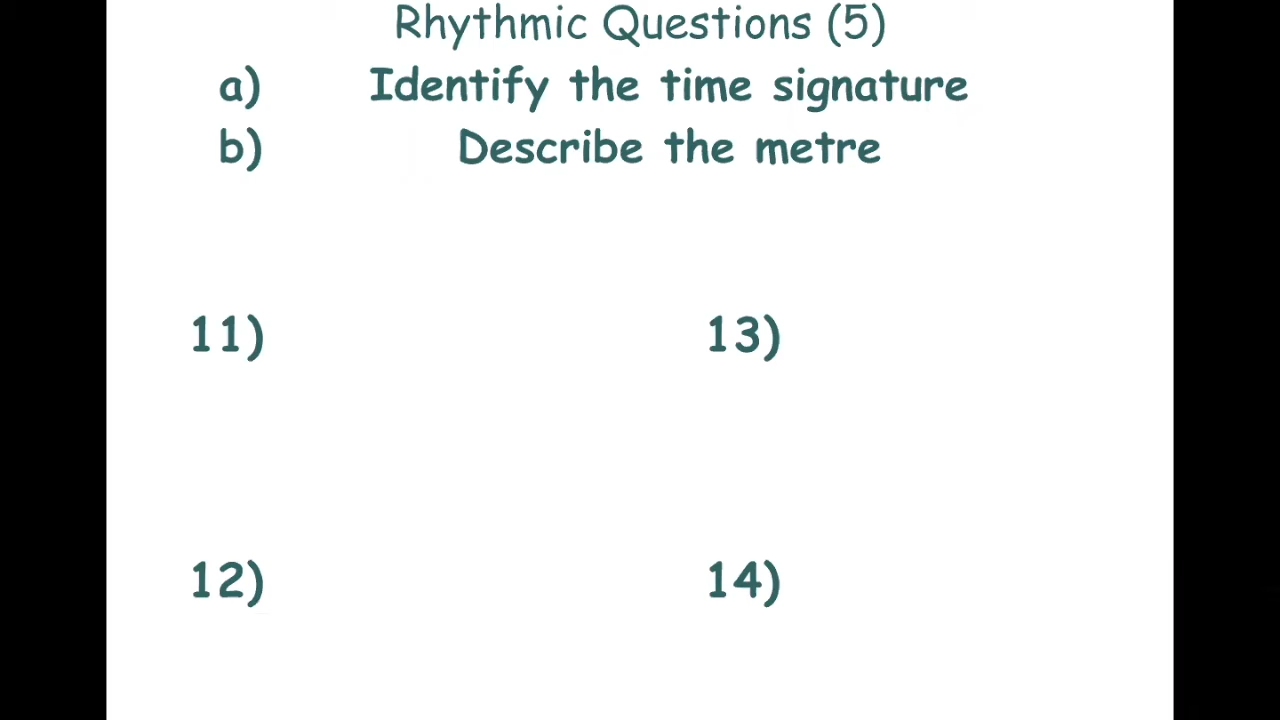 Rhythmic Questions (5)
a) Identify the time signature
b) Describe the metre
11) 13)
12) 14)